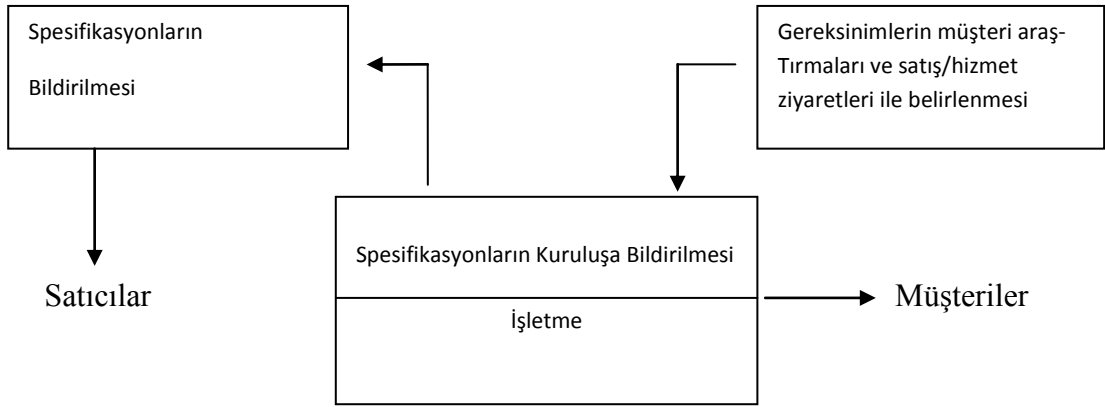 Spesifikasyonların
Bildirilmesi
Gereksinimlerin müşteri araş-
Tırmaları ve satış/hizmet
ziyaretleri ile belirlenmesi
Spesifikasyonların Kuruluşa Bildirilmesi
Satıcılar
Müşteriler
İşletme